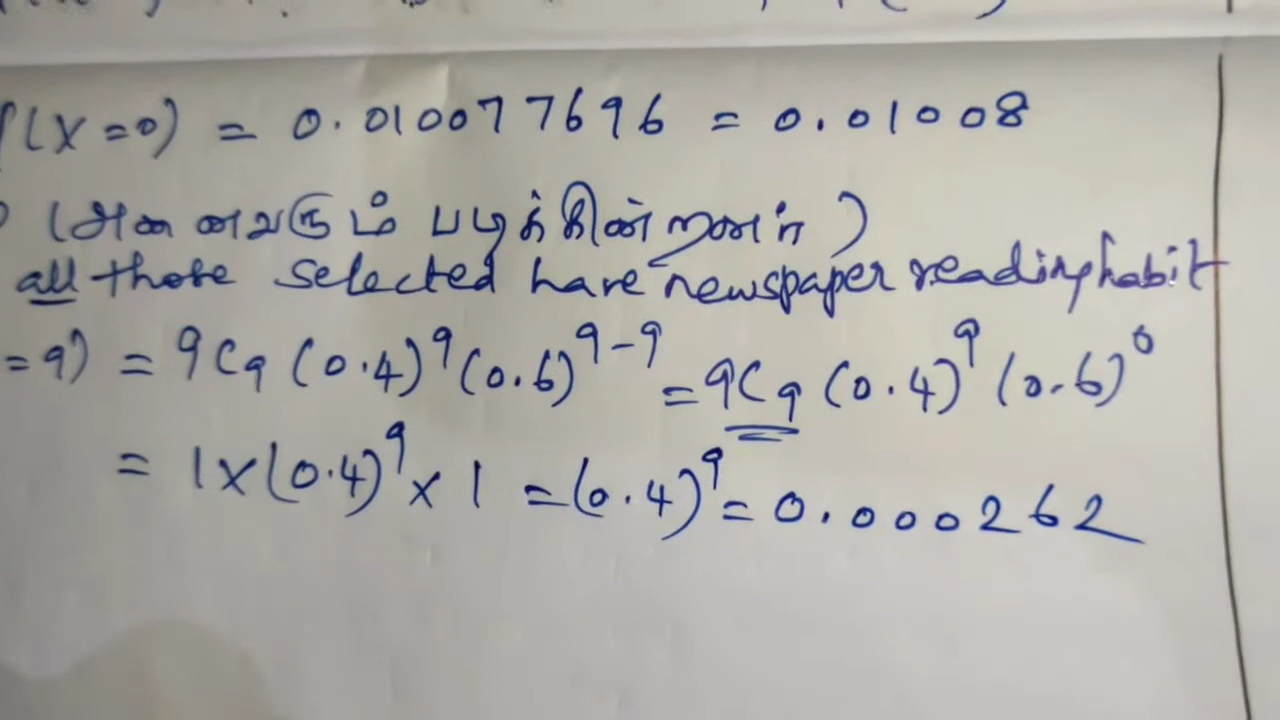 P(X=0) = 0.010077696 = 0.01008
(அனைவரும் படிக்கின்றனர்)
all those selected have newspaper reading habit
=9) = 9C9 (0.4)^9 (0.6)^9-9 = 9C9 (0.4)^9 (0.6)^0
= 1 x (0.4)^9 x 1 = (0.4)^9 = 0.000262